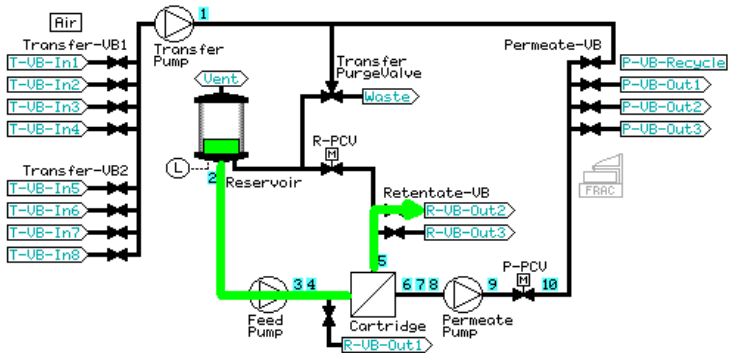 1
Air
Transfer-VB1
Transfer
Pump
Permeate-VB
T-VB-In1
T-VB-In2
T-VB-In3
T-VB-In4
Transfer
PurgeValve
Waste
Vent
P-VB-Recycle
P-VB-Out1
P-VB-Out2
P-VB-Out3
R-PCV
M
L
2
Reservoir
Transfer-VB2
T-VB-In5
T-VB-In6
T-VB-In7
T-VB-In8
Retentate-VB
R-VB-Out2
R-VB-Out3
FRAC
5
3 4
6 7 8
9
P-PCV
M
10
Feed
Pump
Cartridge
Permeate
Pump
R-VB-Out1